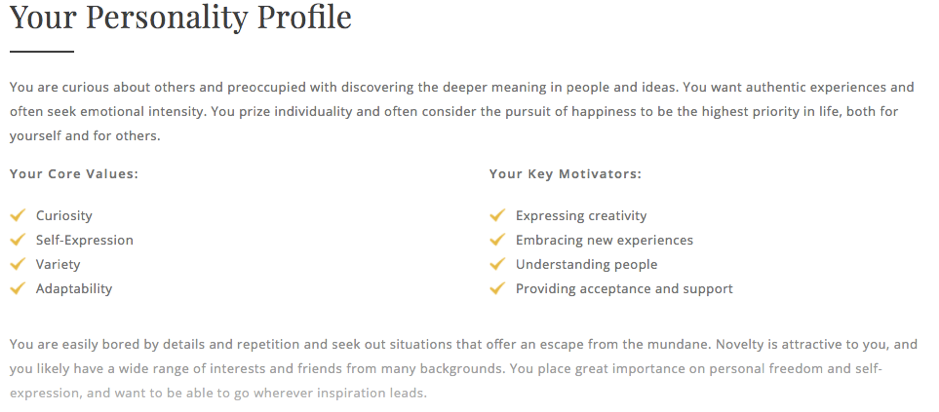 Your Personality Profile
You are curious about others and preoccupied with discovering the deeper meaning in people and ideas. You want authentic experiences and
often seek emotional intensity. You prize individuality and often consider the pursuit of happiness to be the highest priority in life, both for
yourself and for others.
Your Core Values:
Curiosity
Self-Expression
Variety
Adaptability
Your Key Motivators:
Expressing creativity
Embracing new experiences
Understanding people
Providing acceptance and support
You are easily bored by details and repetition and seek out situations that offer an escape from the mundane. Novelty is attractive to you, and
you likely have a wide range of interests and friends from many backgrounds. You place great importance on personal freedom and self-
expression, and want to be able to go wherever inspiration leads.